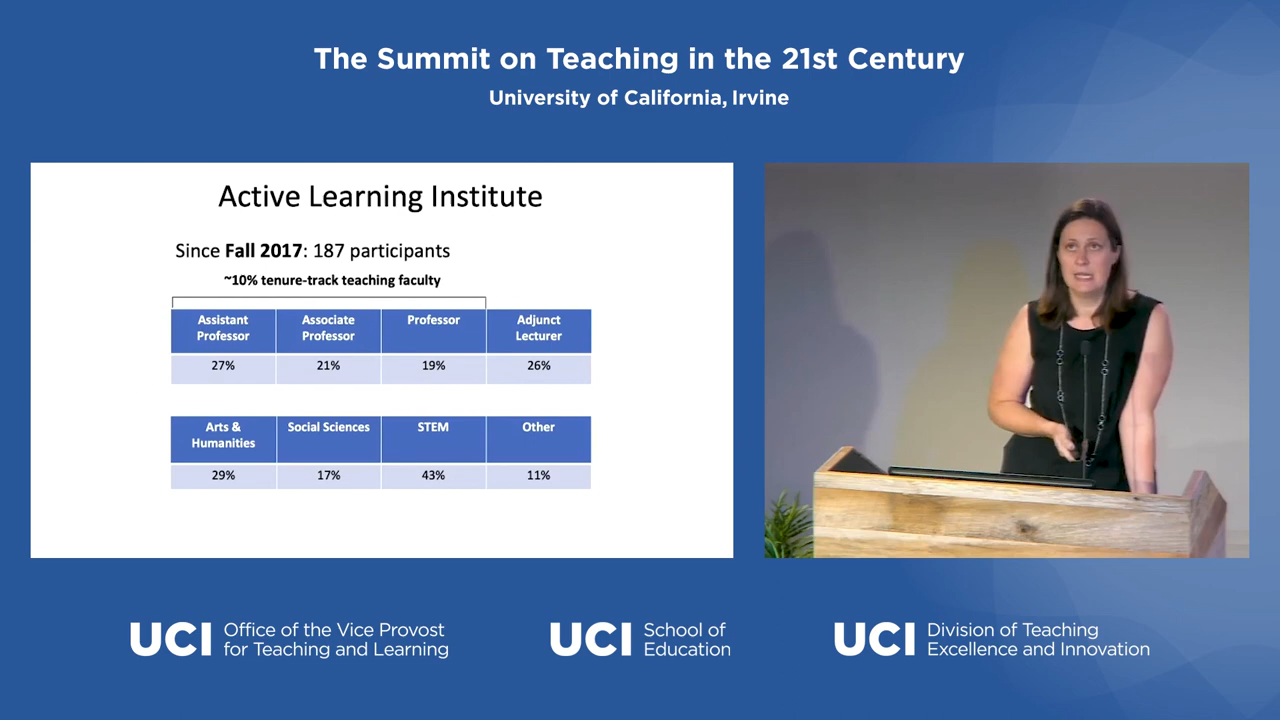 The Summit on Teaching in the 21st Century
University of California, Irvine
Active Learning Institute
Since Fall 2017: 187 participants
~10% tenure-track teaching faculty
Assistant Professor
Associate Professor
Professor
Adjunct Lecturer
27%
21%
19%
26%
Arts & Humanities
Social Sciences
STEM
Other
29%
17%
43%
11%
UCI Office of the Vice Provost
for Teaching and Learning
UCI School of
Education
UCI Division of Teaching
Excellence and Innovation